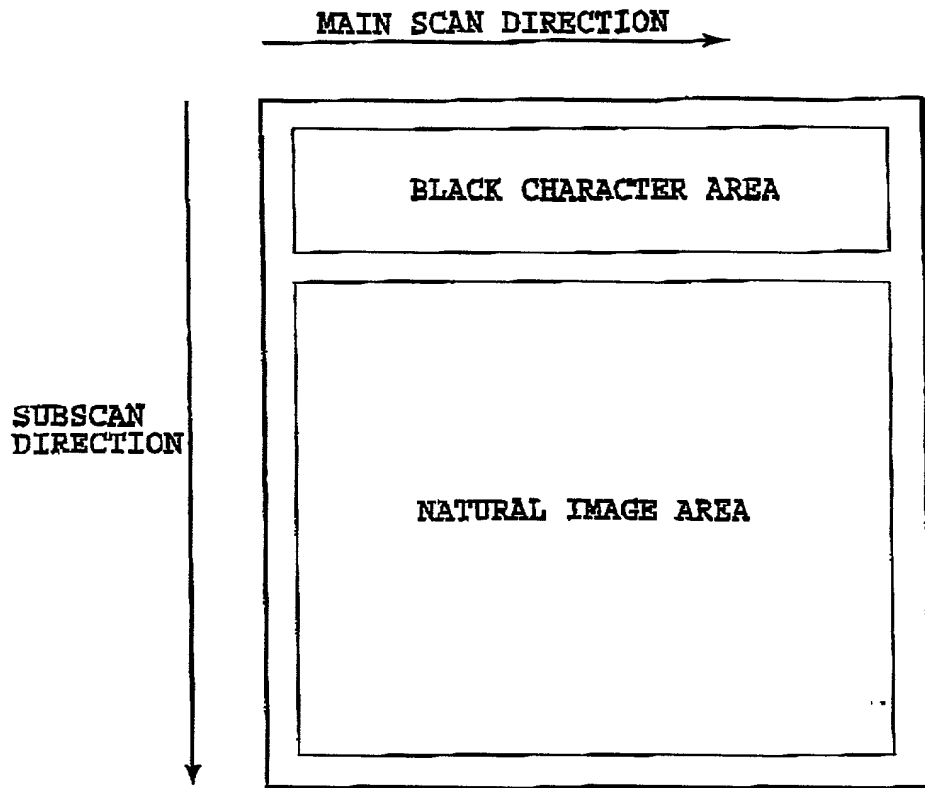 MAIN SCAN DIRECTION
BLACK CHARACTER AREA
SUBSCAN
DIRECTION
NATURAL IMAGE AREA